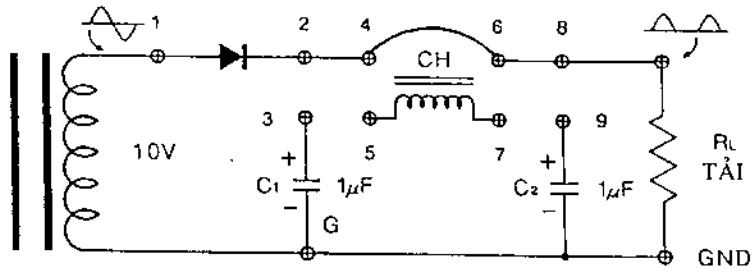 1
2
4
6
8
CH
3
5
7
9
10V
+
C1
1µF
−
G
+
C2
1µF
−
RL
TẢI
GND